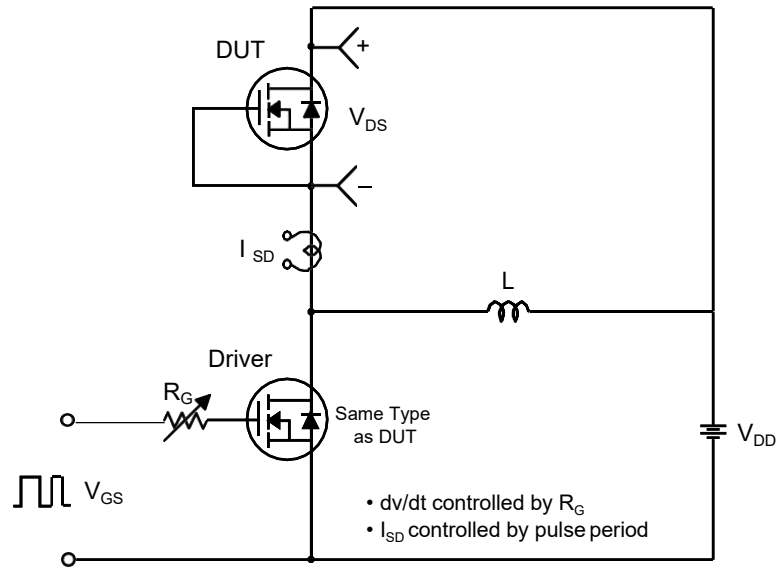 DUT
+
V_DS
−
I_SD
L
Driver
R_G
Same Type
as DUT
V_DD
V_GS
• dv/dt controlled by R_G
• I_SD controlled by pulse period